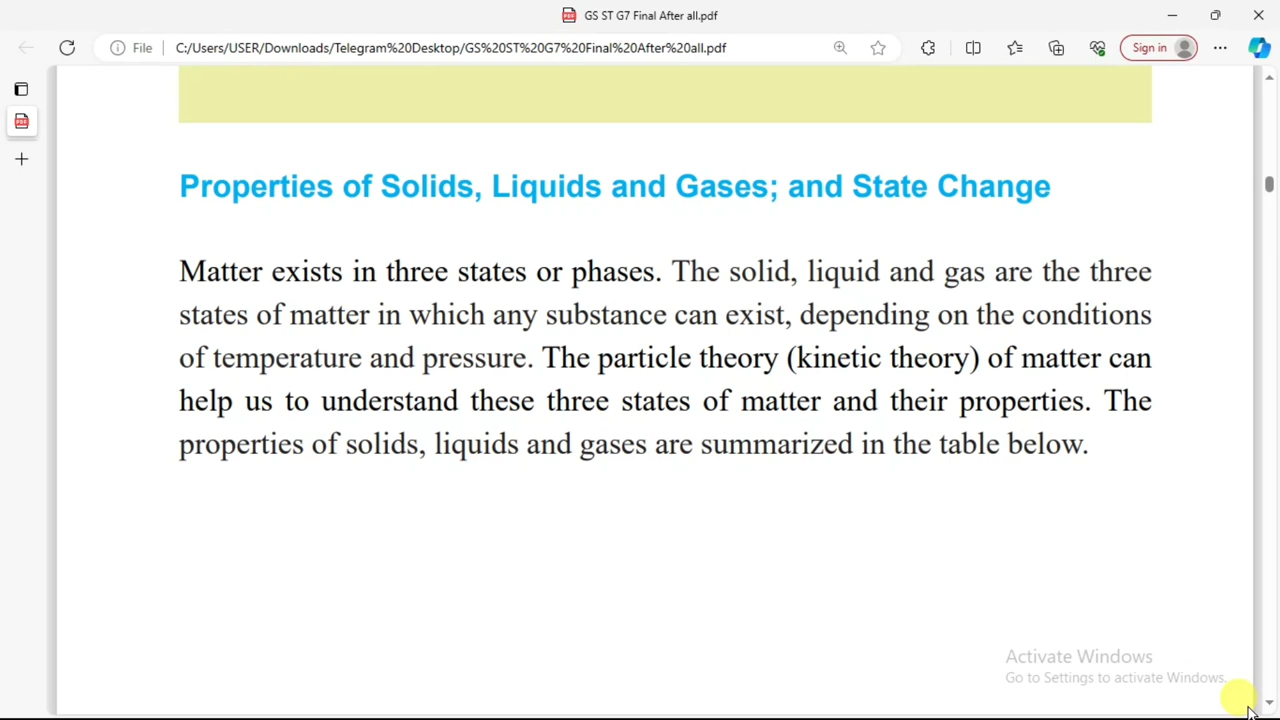 GS ST G7 Final After all.pdf
File
C:/Users/USER/Downloads/Telegram%20Desktop/GS%20ST%20G7%20Final%20After%20all.pdf
Sign in
Properties of Solids, Liquids and Gases; and State Change
Matter exists in three states or phases. The solid, liquid and gas are the three
states of matter in which any substance can exist, depending on the conditions
of temperature and pressure. The particle theory (kinetic theory) of matter can
help us to understand these three states of matter and their properties. The
properties of solids, liquids and gases are summarized in the table below.
Activate Windows
Go to Settings to activate Windows.